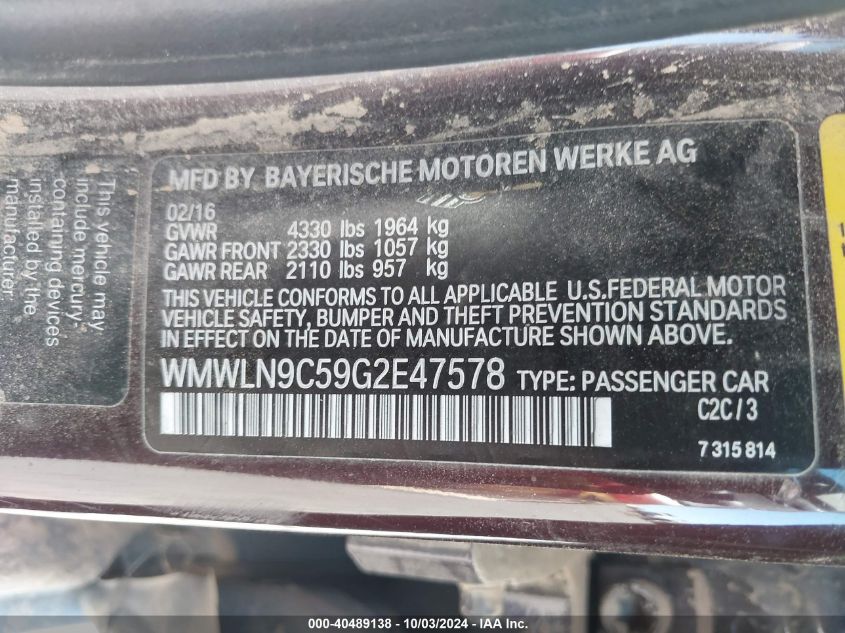 This vehicle may
include mercury-
containing devices
installed by the
manufacturer.
MFD BY BAYERISCHE MOTOREN WERKE AG
02/16
GVWR 4330 lbs 1964 kg
GAWR FRONT 2330 lbs 1057 kg
GAWR REAR 2110 lbs 957 kg
THIS VEHICLE CONFORMS TO ALL APPLICABLE U.S.FEDERAL MOTOR
VEHICLE SAFETY, BUMPER AND THEFT PREVENTION STANDARDS
IN EFFECT ON THE DATE OF MANUFACTURE SHOWN ABOVE.
WMWLN9C59G2E47578 TYPE: PASSENGER CAR
C2C/3
7 315 814
000-40489138 - 10/03/2024 - IAAI.com